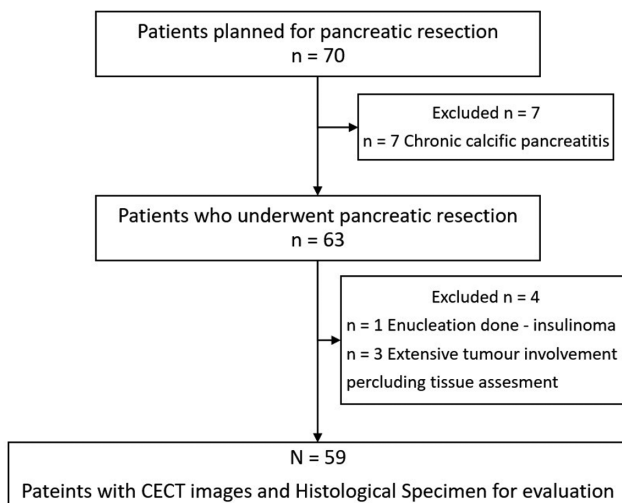 Patients planned for pancreatic resection
n = 70
Excluded n = 7
n = 7 Chronic calcific pancreatitis
Patients who underwent pancreatic resection
n = 63
Excluded n = 4
n = 1 Enucleation done - insulinoma
n = 3 Extensive tumour involvement
percluding tissue assesment
N = 59
Pateints with CECT images and Histological Specimen for evaluation